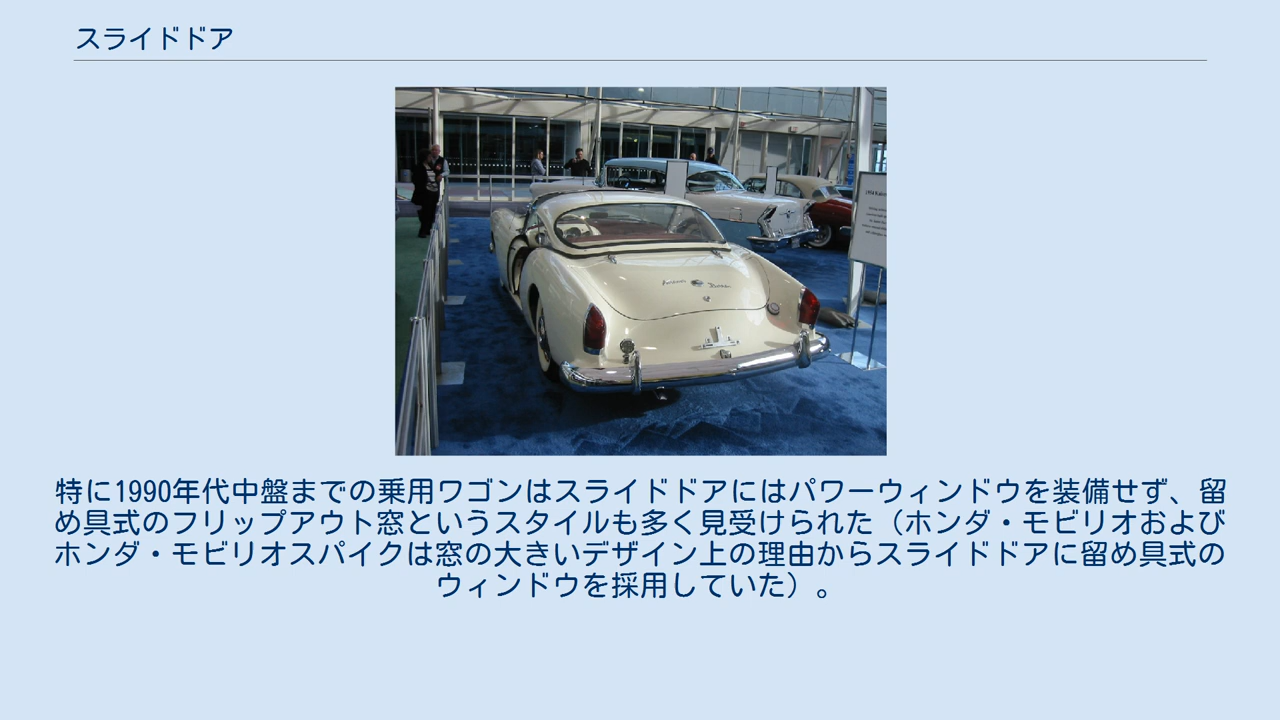 スライドドア
特に1990年代中盤までの乗用ワゴンはスライドドアにはパワーウィンドウを装備せず、留
め具式のフリップアウト窓というスタイルも多く見受けられた（ホンダ・モビリオおよび
ホンダ・モビリオスパイクは窓の大きいデザイン上の理由からスライドドアに留め具式の
ウィンドウを採用していた）。